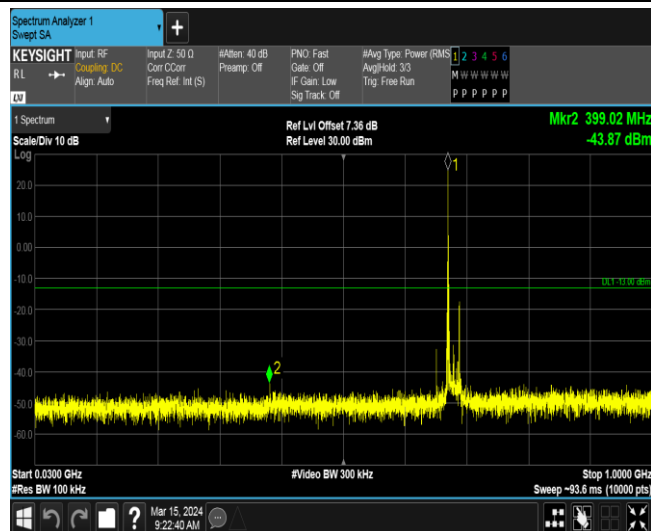 Spectrum Analyzer 1
Swept SA
+
KEYSIGHT
RL
LXI
Input: RF
Coupling: DC
Align: Auto
Input Z: 50 Ω
Corr CCorr
Freq Ref: Int (S)
#Atten: 40 dB
Preamp: Off
PNO: Fast
Gate: Off
IF Gain: Low
Sig Track: Off
#Avg Type: Power (RMS
Avg|Hold: 3/3
Trig: Free Run
1 2 3 4 5 6
M W W W W W
P P P P P P
1 Spectrum
Scale/Div 10 dB
Log
Ref Lvl Offset 7.36 dB
Ref Level 30.00 dBm
Mkr2 399.02 MHz
-43.87 dBm
1
20.0
10.0
0.00
-10.0
DL1 -13.00 dBm
-20.0
-30.0
-40.0
2
-50.0
-60.0
Start 0.0300 GHz
#Res BW 100 kHz
#Video BW 300 kHz
Stop 1.0000 GHz
Sweep ~93.6 ms (10000 pts)
?
Mar 15, 2024
9:22:40 AM